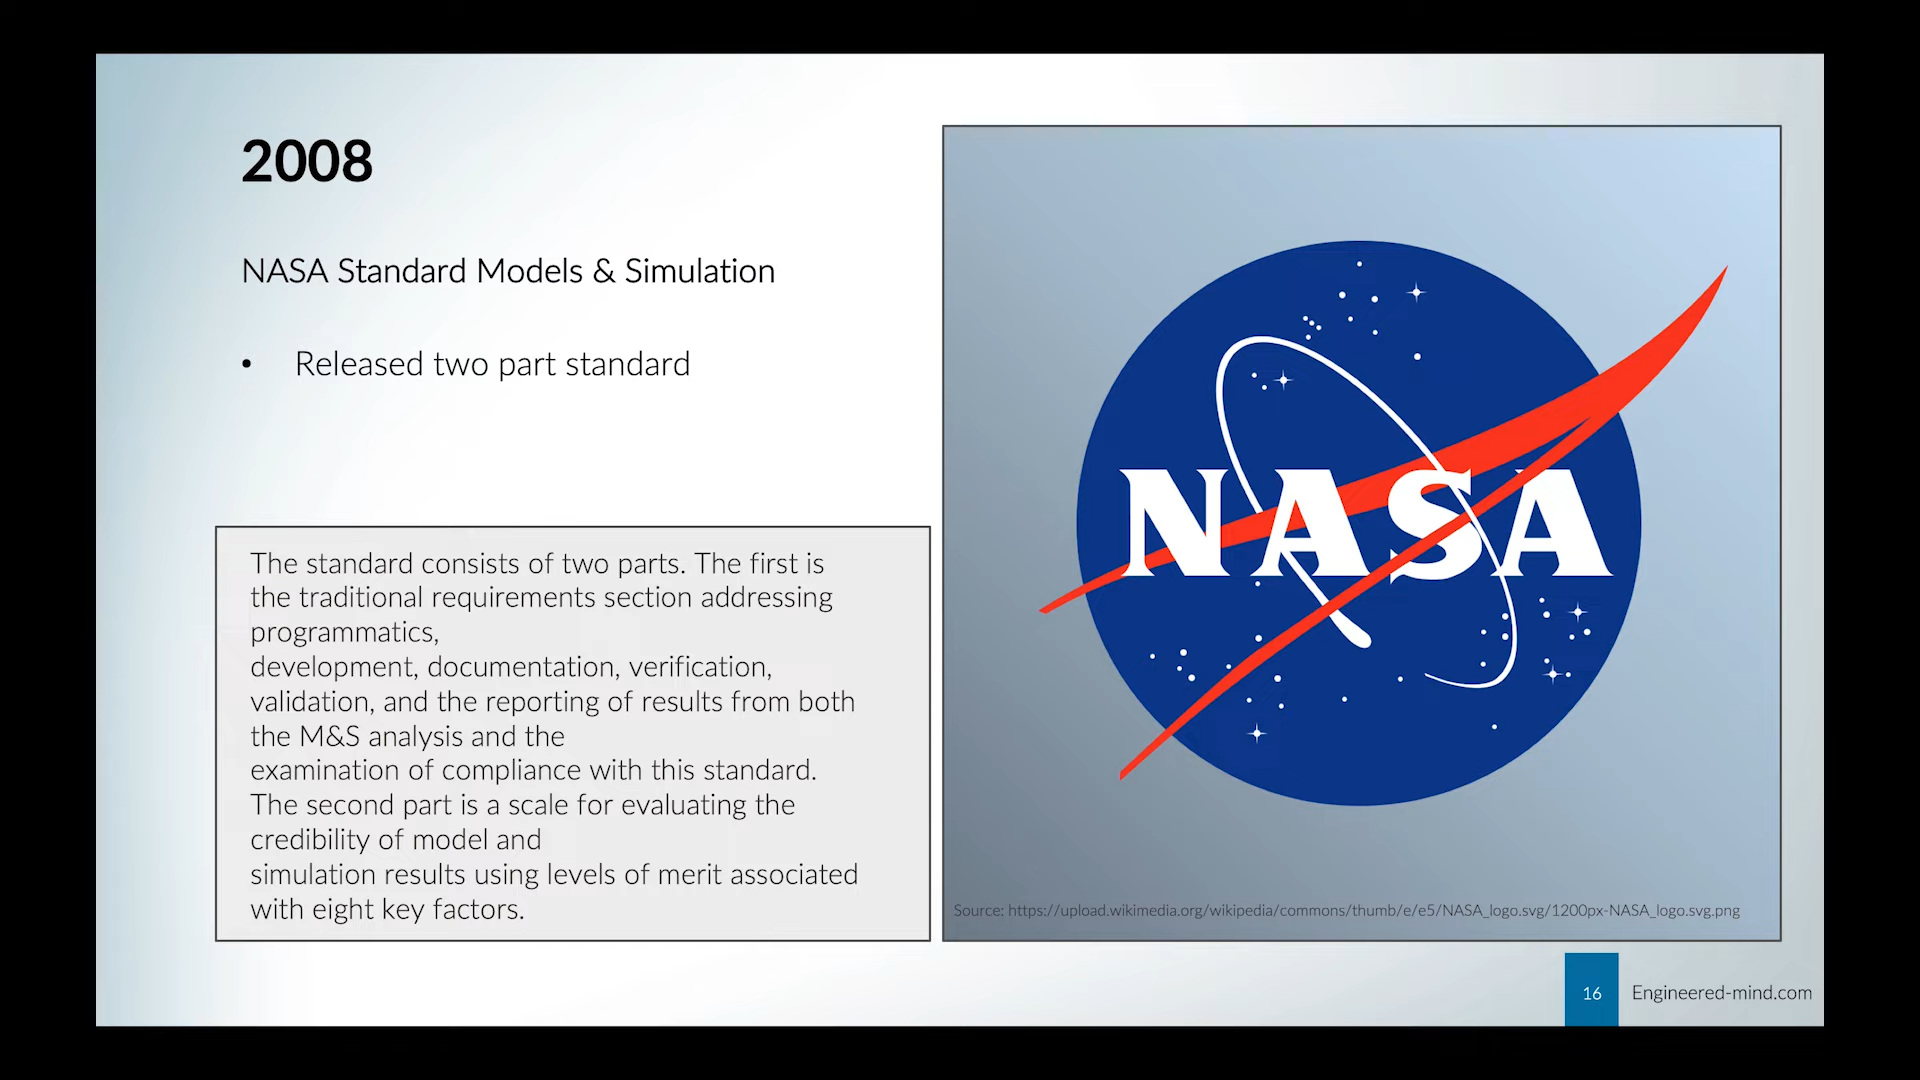 2008
NASA Standard Models & Simulation
• Released two part standard
The standard consists of two parts. The first is
the traditional requirements section addressing
programmatics,
development, documentation, verification,
validation, and the reporting of results from both
the M&S analysis and the
examination of compliance with this standard.
The second part is a scale for evaluating the
credibility of model and
simulation results using levels of merit associated
with eight key factors.
NASA
Source: https://upload.wikimedia.org/wikipedia/commons/thumb/e/e5/NASA_logo.svg/1200px-NASA_logo.svg.png
16
Engineered-mind.com